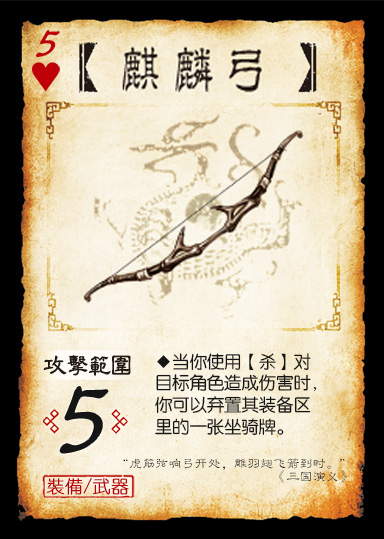 5
【麒麟弓】
攻擊範圍
5
◆当你使用【杀】对
目标角色造成伤害时,
你可以弃置其装备区
里的一张坐骑牌。
“虎筋弦响弓开处，雕羽翅飞箭到时。”
《三国演义》
裝備/武器